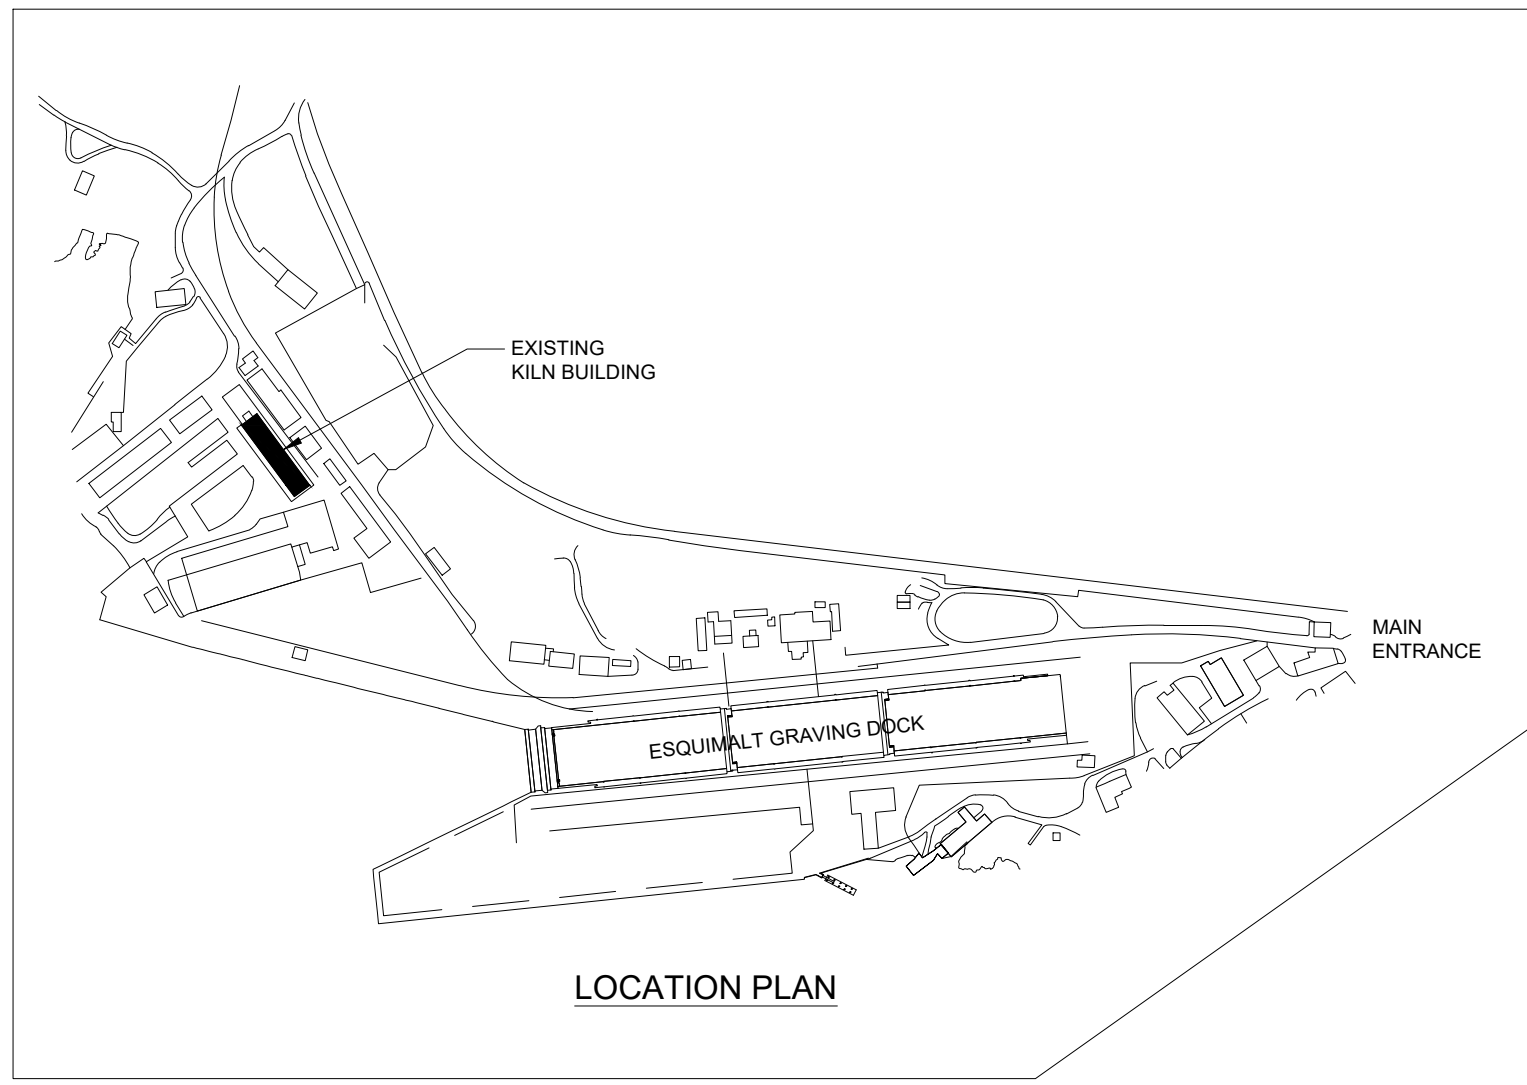 EXISTING
KILN BUILDING
MAIN
ENTRANCE
ESQUIMALT GRAVING DOCK
LOCATION PLAN